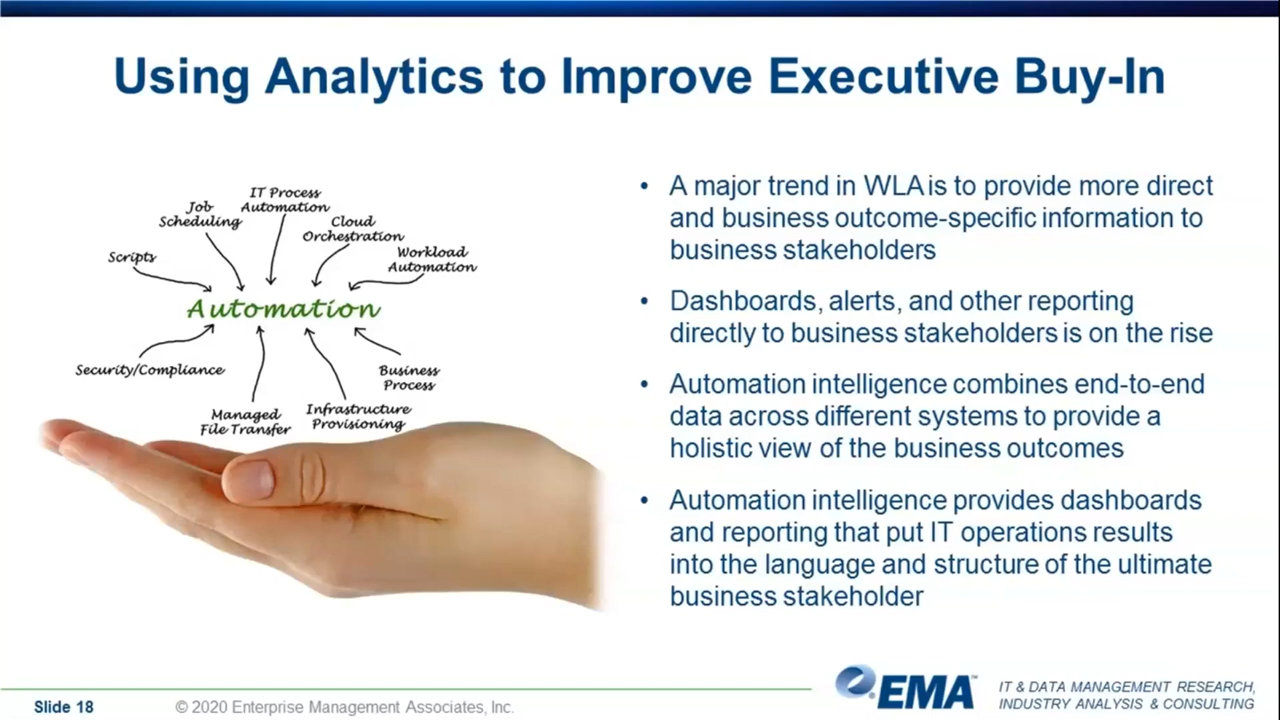 Using Analytics to Improve Executive Buy-In
IT Process
Automation
Job
Scheduling
Cloud
Orchestration
Scripts
Workload
Automation
Automation
Security/Compliance
Business
Process
Managed
File Transfer
Infrastructure
Provisioning
• A major trend in WLA is to provide more direct
and business outcome-specific information to
business stakeholders
• Dashboards, alerts, and other reporting
directly to business stakeholders is on the rise
• Automation intelligence combines end-to-end
data across different systems to provide a
holistic view of the business outcomes
• Automation intelligence provides dashboards
and reporting that put IT operations results
into the language and structure of the ultimate
business stakeholder
Slide 18
© 2020 Enterprise Management Associates, Inc.
EMA™
IT & DATA MANAGEMENT RESEARCH,
INDUSTRY ANALYSIS & CONSULTING